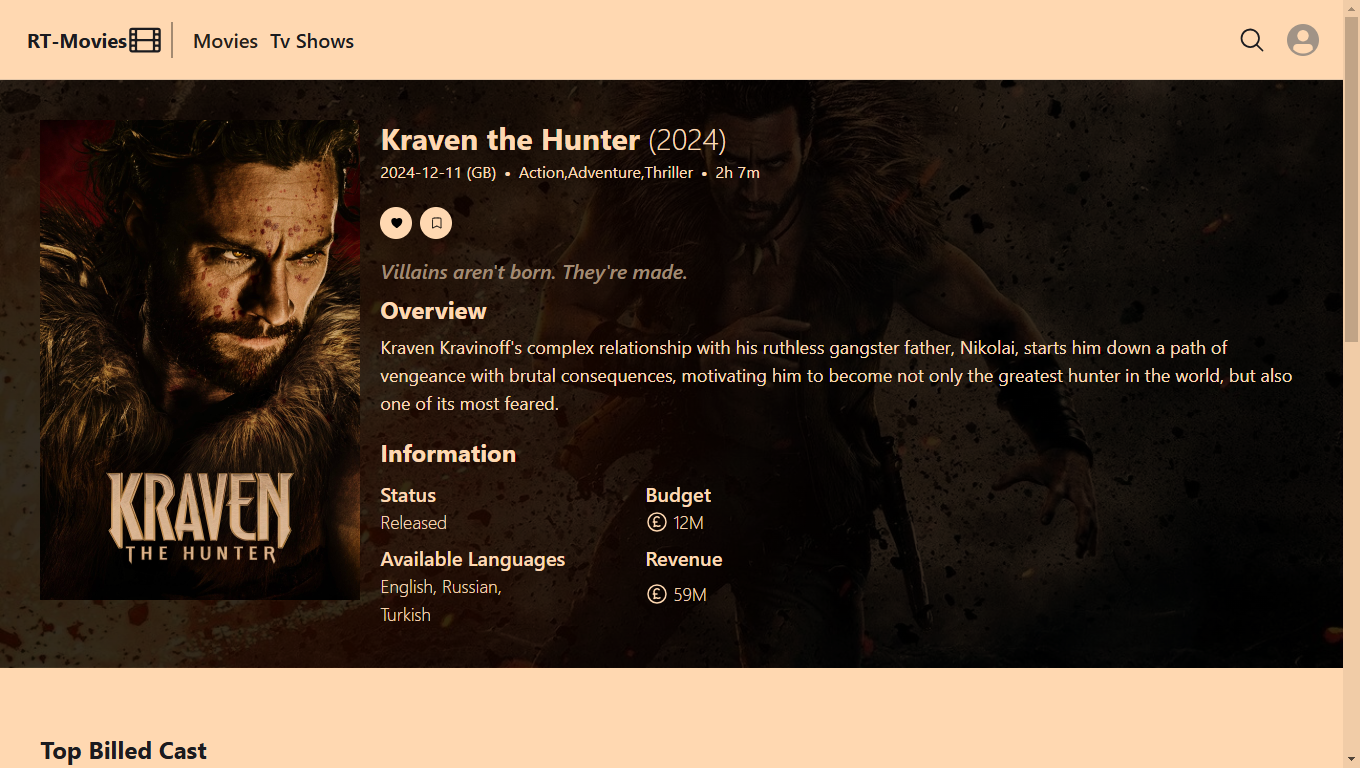 RT-Movies
Movies Tv Shows
Kraven the Hunter (2024)
2024-12-11 (GB) • Action,Adventure,Thriller • 2h 7m
Villains aren't born. They're made.
Overview
Kraven Kravinoff's complex relationship with his ruthless gangster father, Nikolai, starts him down a path of
vengeance with brutal consequences, motivating him to become not only the greatest hunter in the world, but also
one of its most feared.
KRAVEN
THE HUNTER
Information
Status
Released
Budget
£ 12M
Available Languages
English, Russian,
Turkish
Revenue
£ 59M
Top Billed Cast